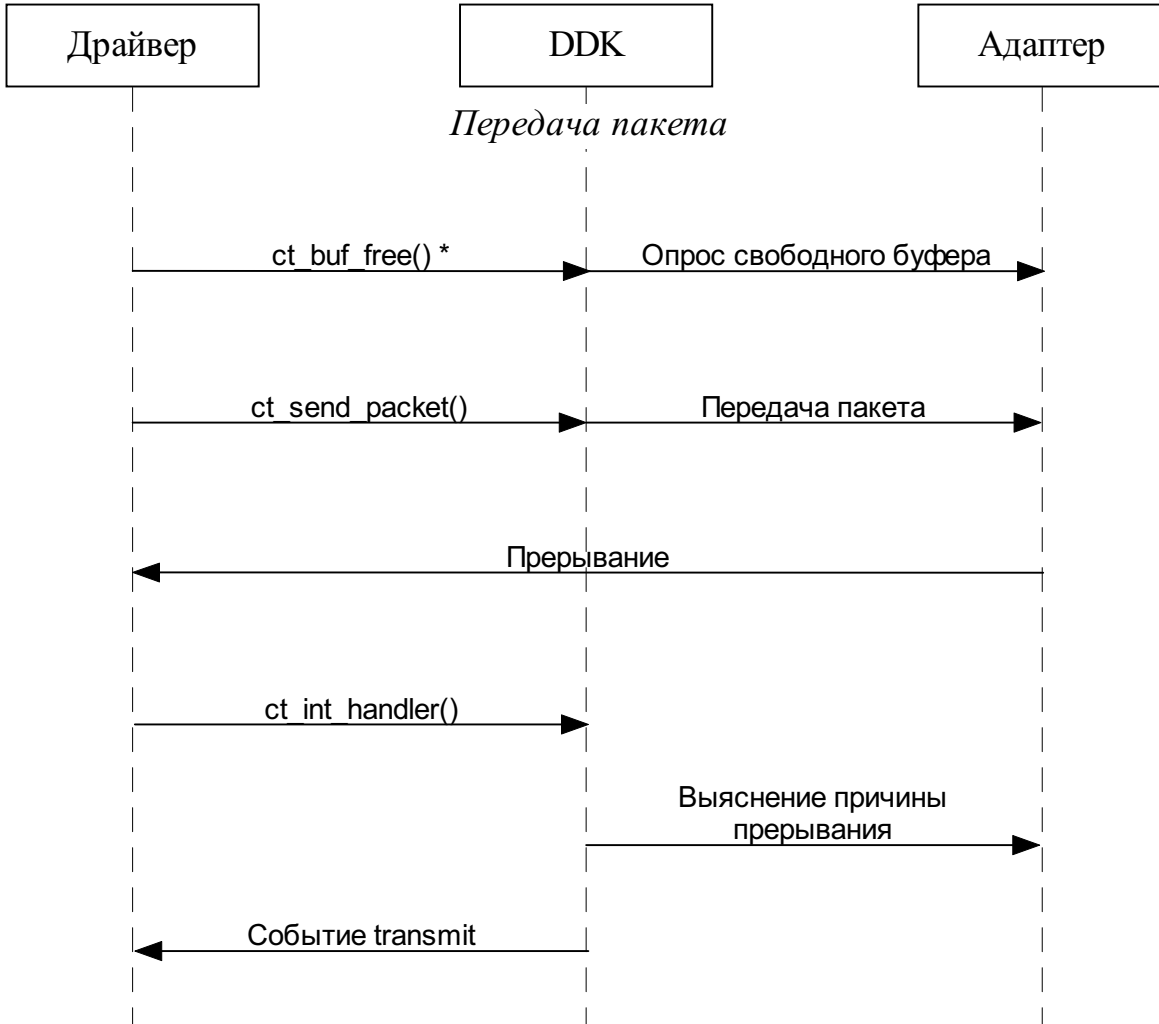 Драйвер
DDK
Адаптер
Передача пакета
ct_buf_free() *
Опрос свободного буфера
ct_send_packet()
Передача пакета
Прерывание
ct_int_handler()
Выяснение причины
прерывания
Событие transmit